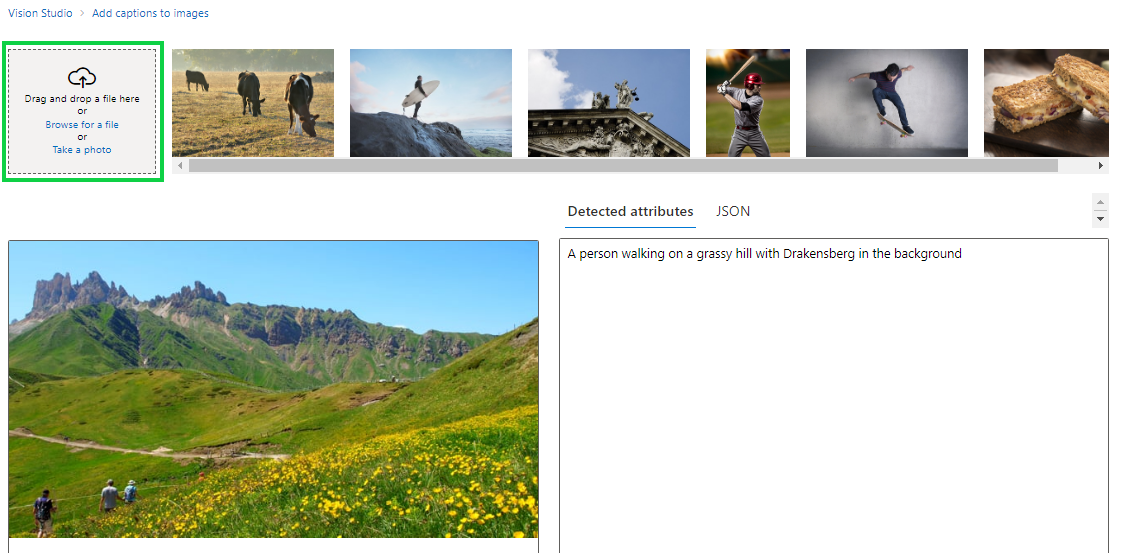 Vision Studio > Add captions to images
Drag and drop a file here
or
Browse for a file
or
Take a photo
Detected attributes JSON
A person walking on a grassy hill with Drakensberg in the background